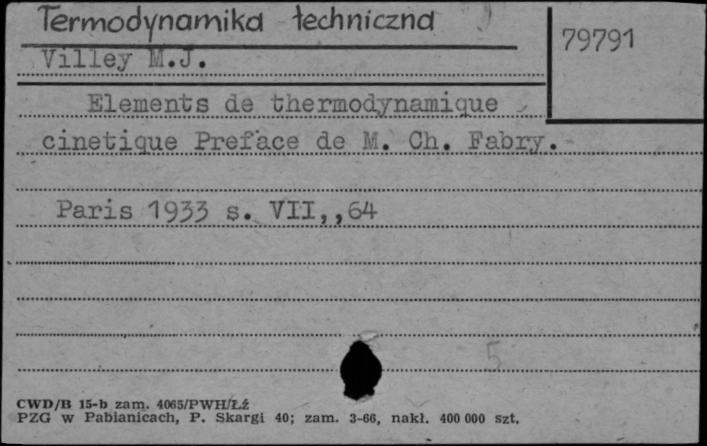 Termodynamika techniczna
79791
Villey M.J.
Elements de thermodynamique
cinetique Preface de M. Ch. Fabry.
Paris 1933 s. VII,,64
5
CWD/B 15-b zam. 4065/PWH/Łź
PZG w Pabianicach, P. Skargi 40; zam. 3-66, nakł. 400 000 szt.